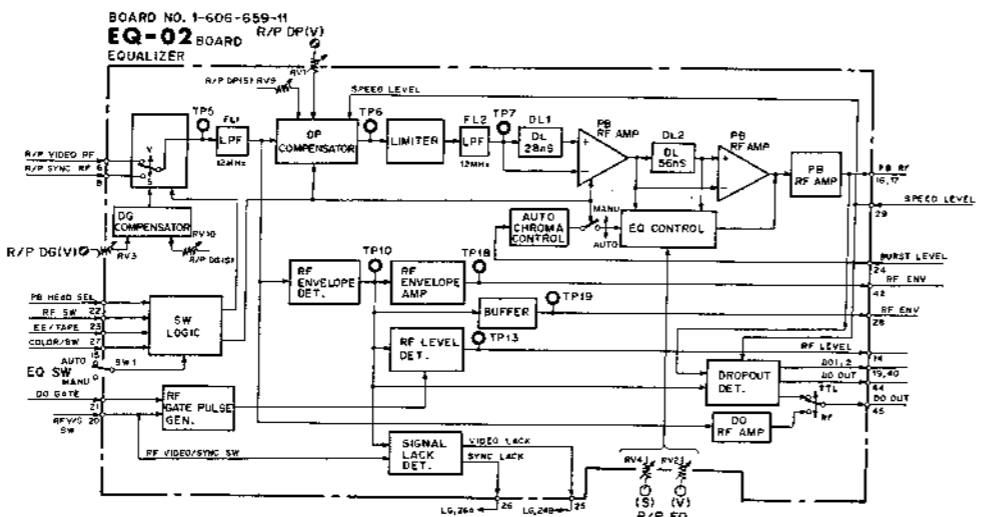 BOARD NO. 1-606-659-11
EQ-02 BOARD
EQUALIZER
R/P DP(V)
RV7
R/P DP(S) RV9
SPEED LEVEL
TP5
FL1
LPF
12MHz
DP
COMPENSATOR
TP6
LIMITER
FL2
LPF
12MHz
TP7
DL1
DL
28nS
PB
RF AMP
DL2
DL
56nS
PB
RF AMP
PB
RF AMP
PB RF
16,17
SPEED LEVEL
29
R/P VIDEO RF
6
R/P SYNC RF
8
V
S
DG
COMPENSATOR
RV10
R/P DG(V)
RV3
R/P DG(S)
AUTO
CHROMA
CONTROL
MANU
AUTO
EQ CONTROL
BURST LEVEL
24
TP10
TP18
RF
ENVELOPE
DET.
RF
ENVELOPE
AMP
RF ENV
42
TP19
BUFFER
RF ENV
28
PB HEAD SEL
22
RF SW
23
EE/TAPE
27
COLOR/SW
15
SW
LOGIC
AUTO
SW1
EQ SW
MANU
RF LEVEL
DET.
TP13
RF LEVEL
14
DROPOUT
DET.
DO1,2
19,40
DO OUT
44
TTL
DO OUT
45
RF
DO
RF AMP
DO GATE
21
RFV/S
SW
20
RF
GATE PULSE
GEN.
RF VIDEO/SYNC SW
SIGNAL
LACK
DET.
VIDEO LACK
SYNC LACK
26
25
LG,26A
LG,24B
RV4
RV2
(S) (V)
R/P EQ